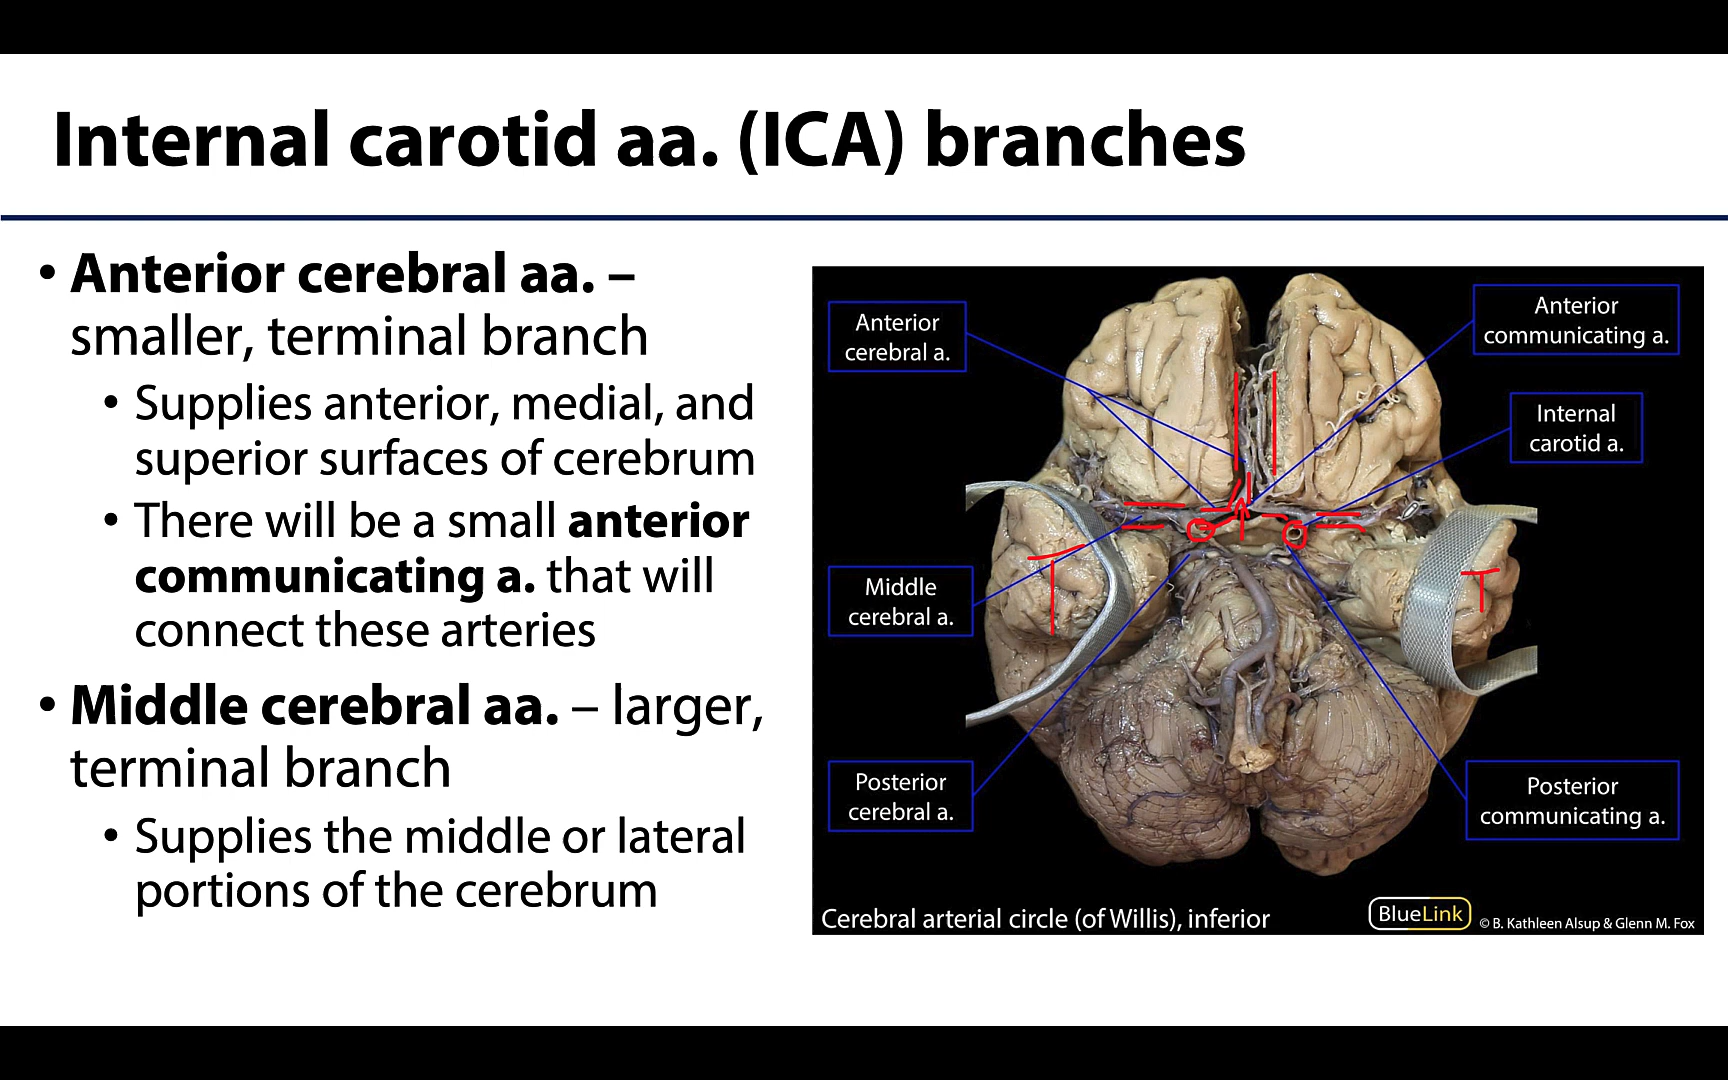 Internal carotid aa. (ICA) branches
• Anterior cerebral aa. –
smaller, terminal branch
• Supplies anterior, medial, and
superior surfaces of cerebrum
• There will be a small anterior
communicating a. that will
connect these arteries
• Middle cerebral aa. – larger,
terminal branch
• Supplies the middle or lateral
portions of the cerebrum
Anterior
cerebral a.
Anterior
communicating a.
Internal
carotid a.
Middle
cerebral a.
T
T
Posterior
cerebral a.
Posterior
communicating a.
Cerebral arterial circle (of Willis), inferior
BlueLink
© B. Kathleen Alsup & Glenn M. Fox